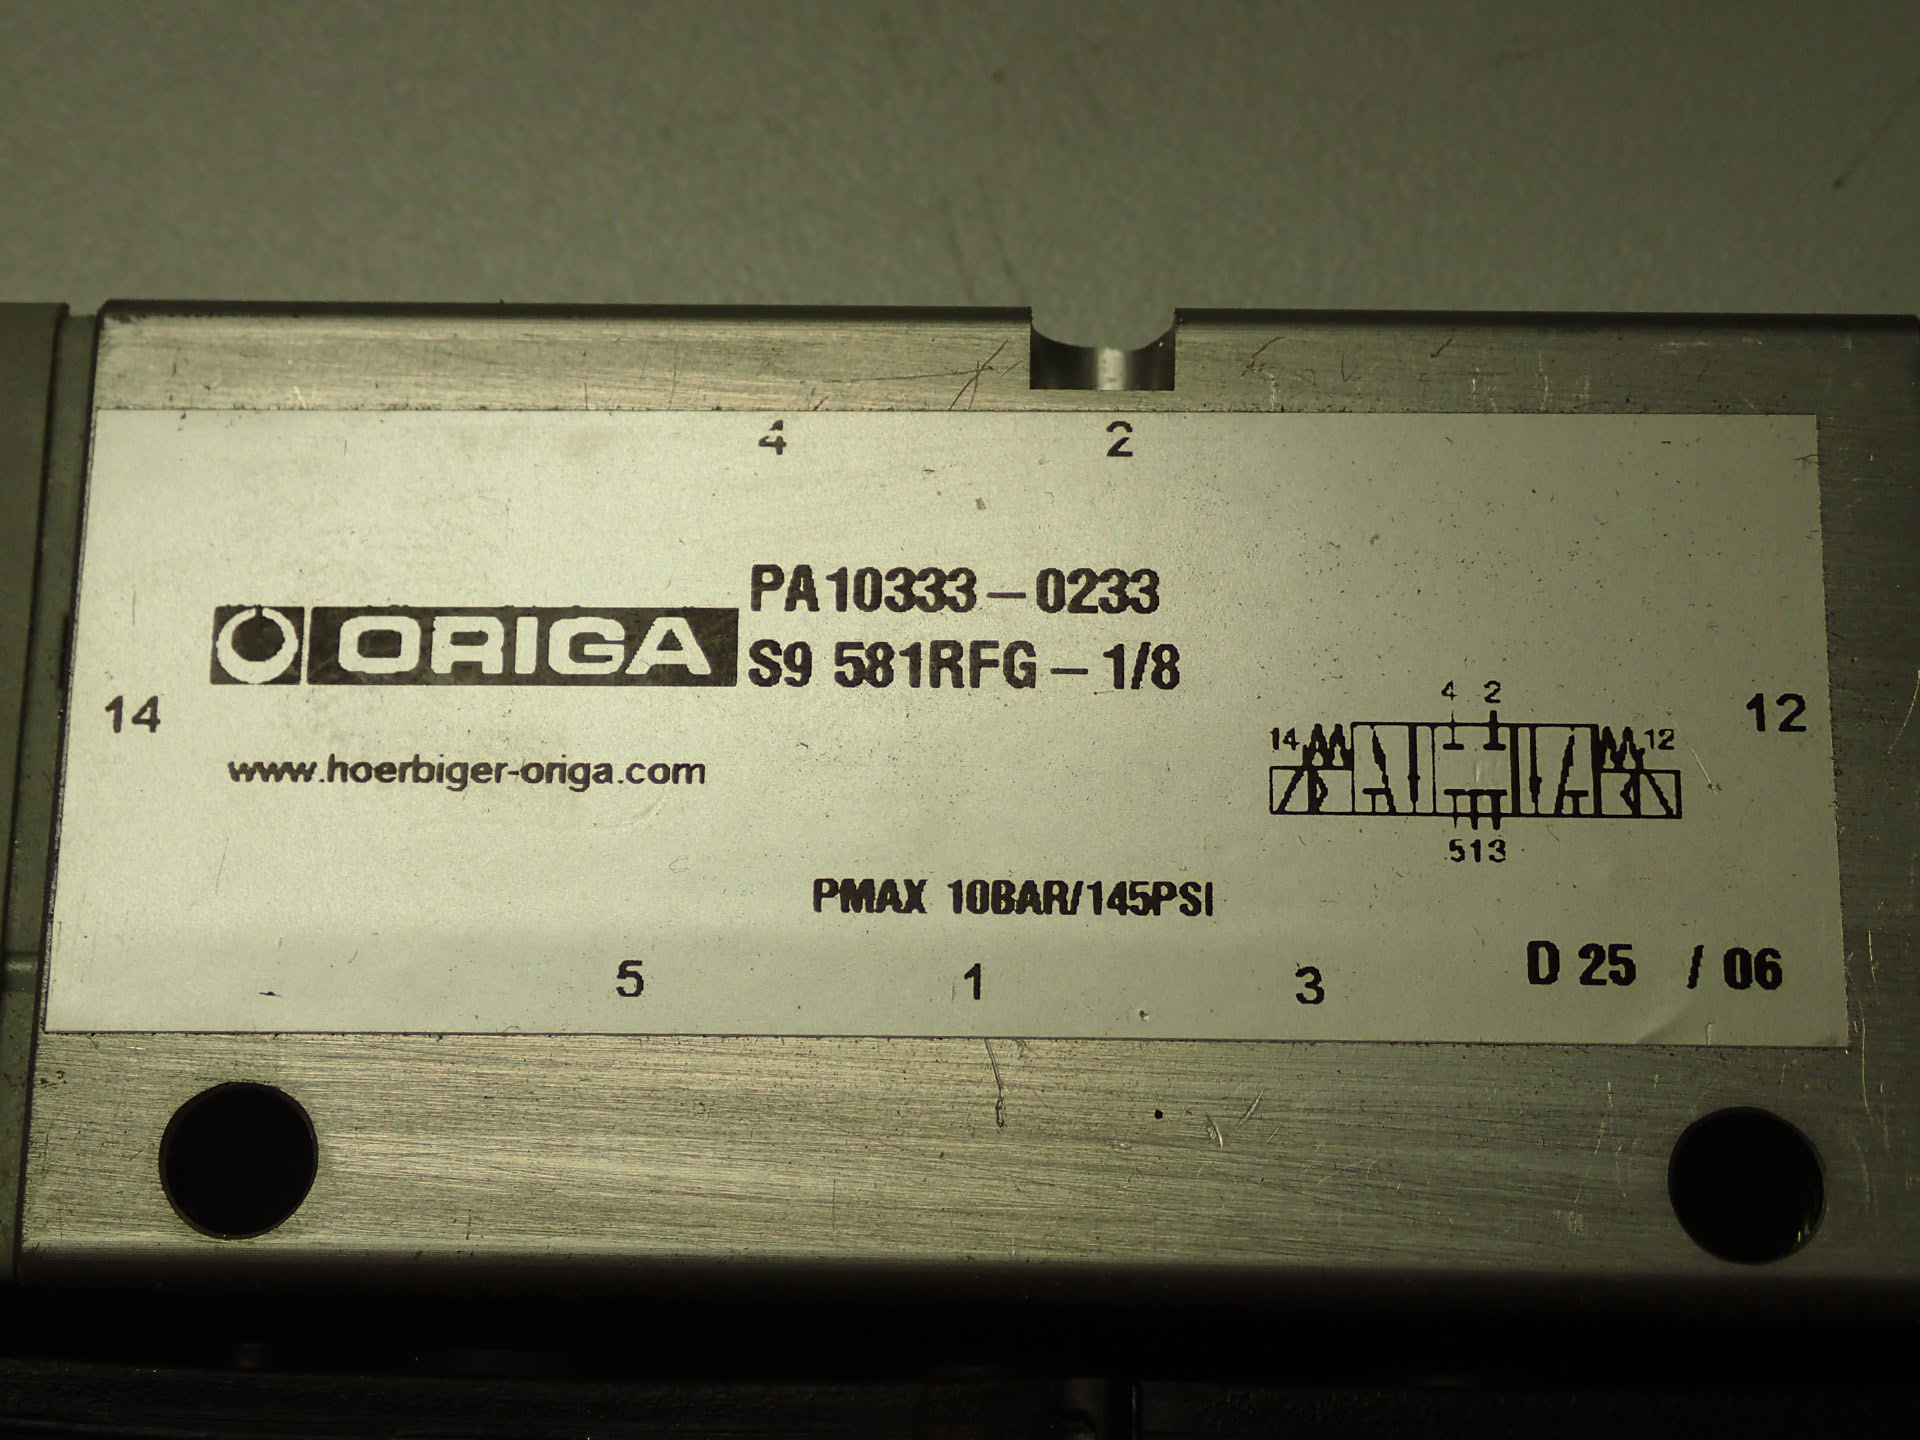 4 2
PA10333-0233
ORIGA
S9 581RFG-1/8
14
12
www.hoerbiger-origa.com
4 2
14 12
513
PMAX 10BAR/145PSI
5 1 3
D 25 / 06